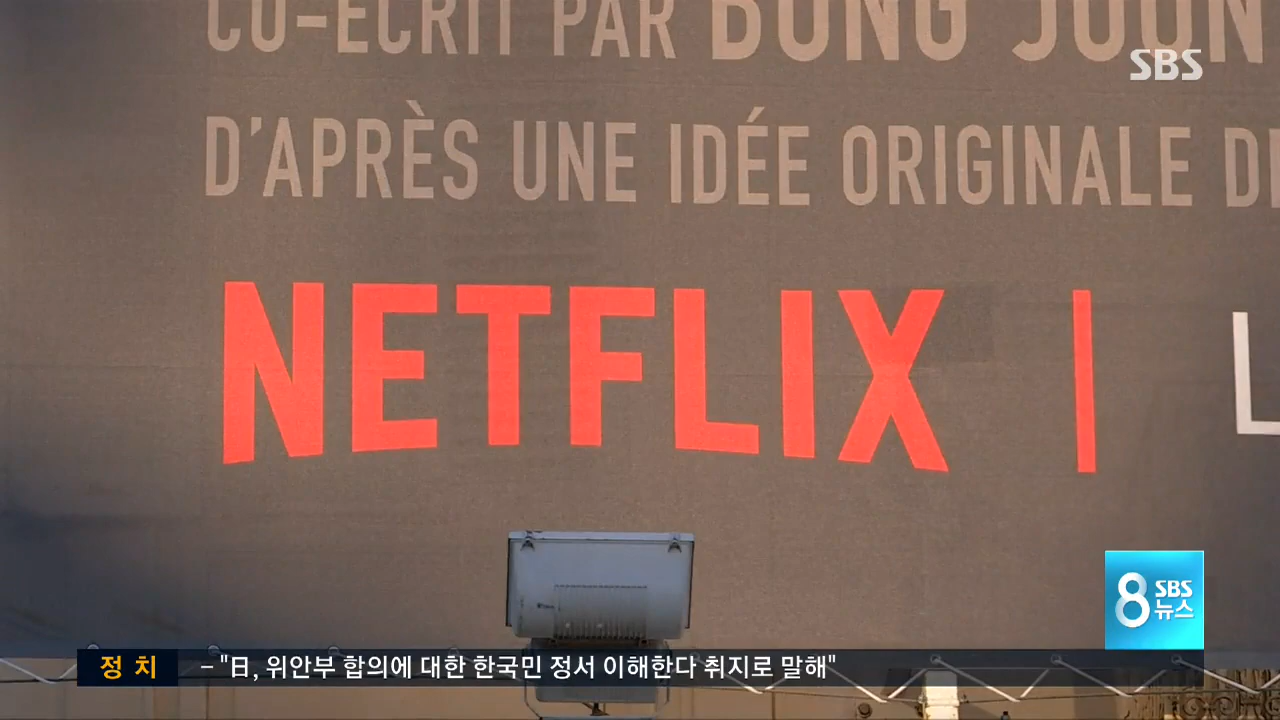 CO-ÉCRIT PAR BONG JOON
SBS
D'APRÈS UNE IDÉE ORIGINALE DE
NETFLIX | L
8 SBS
뉴스
정치 - "日, 위안부 합의에 대한 한국민 정서 이해한다 취지로 말해"